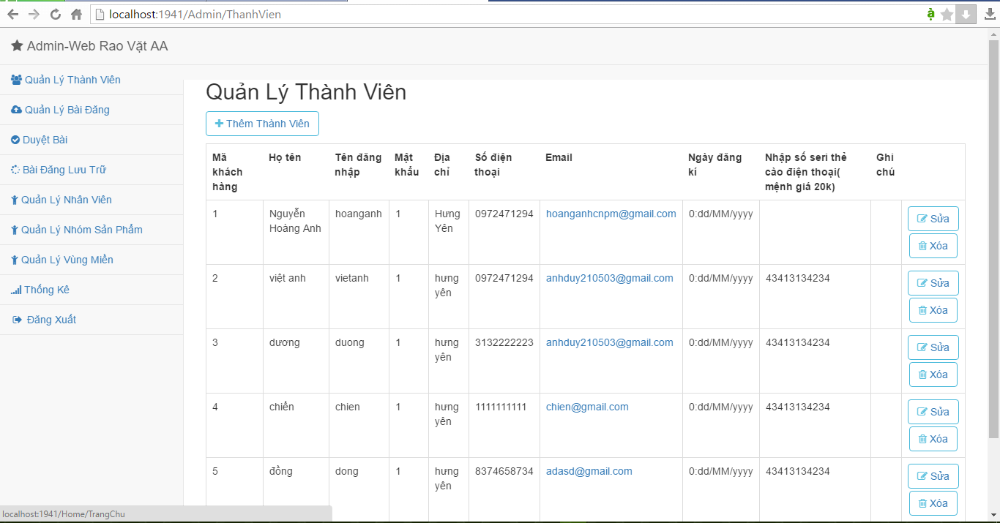 localhost:1941/Admin/ThanhVien
ạ
Admin-Web Rao Vặt AA
Quản Lý Thành Viên
Quản Lý Bài Đăng
Duyệt Bài
Bài Đăng Lưu Trữ
Quản Lý Nhân Viên
Quản Lý Nhóm Sản Phẩm
Quản Lý Vùng Miền
Thống Kê
Đăng Xuất
Quản Lý Thành Viên
Thêm Thành Viên
Mã Họ tên Tên đăng Mật Địa Số điện Email Ngày đăng Nhập số seri thẻ Ghi
khách nhập khẩu chỉ thoại kí cào điện thoại( chú
hàng mệnh giá 20k)
1 Nguyễn hoanganh 1 Hưng 0972471294 hoanganhcnpm@gmail.com 0:dd/MM/yyyy Sửa
Hoàng Anh Yên
Xóa
2 việt anh vietanh 1 hưng 0972471294 anhduy210503@gmail.com 0:dd/MM/yyyy 43413134234 Sửa
yên
Xóa
3 dương duong 1 hưng 3132222223 anhduy210503@gmail.com 0:dd/MM/yyyy 43413134234 Sửa
yên
Xóa
4 chiến chien 1 hưng 1111111111 chien@gmail.com 0:dd/MM/yyyy 43413134234 Sửa
yên
Xóa
5 đồng dong 1 hưng 8374658734 adasd@gmail.com 0:dd/MM/yyyy 43413134234 Sửa
yên
Xóa
localhost:1941/Home/TrangChu